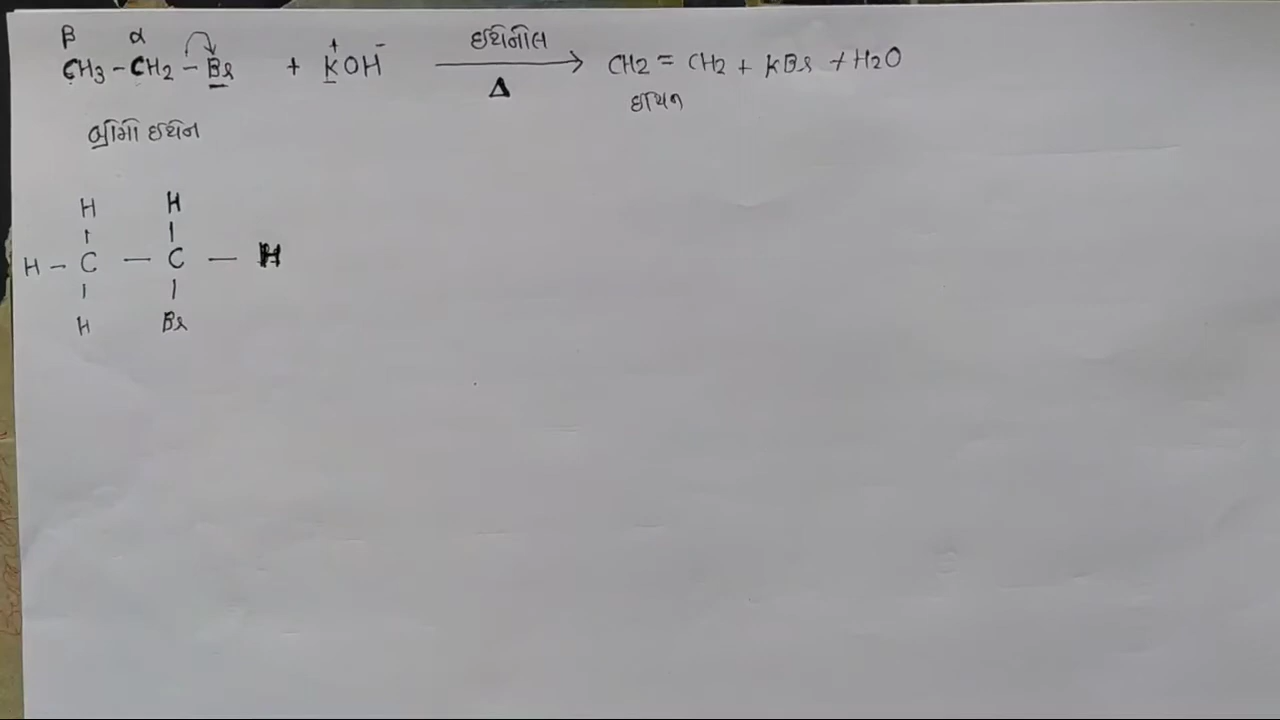 β α ઇથેનોલ
CH3 - CH2 - Br + K⁺OH⁻ → CH2 = CH2 + KBr + H2O
Δ ઇથિન
બ્રોમો ઇથેન
H H
H - C - C - H
H Br